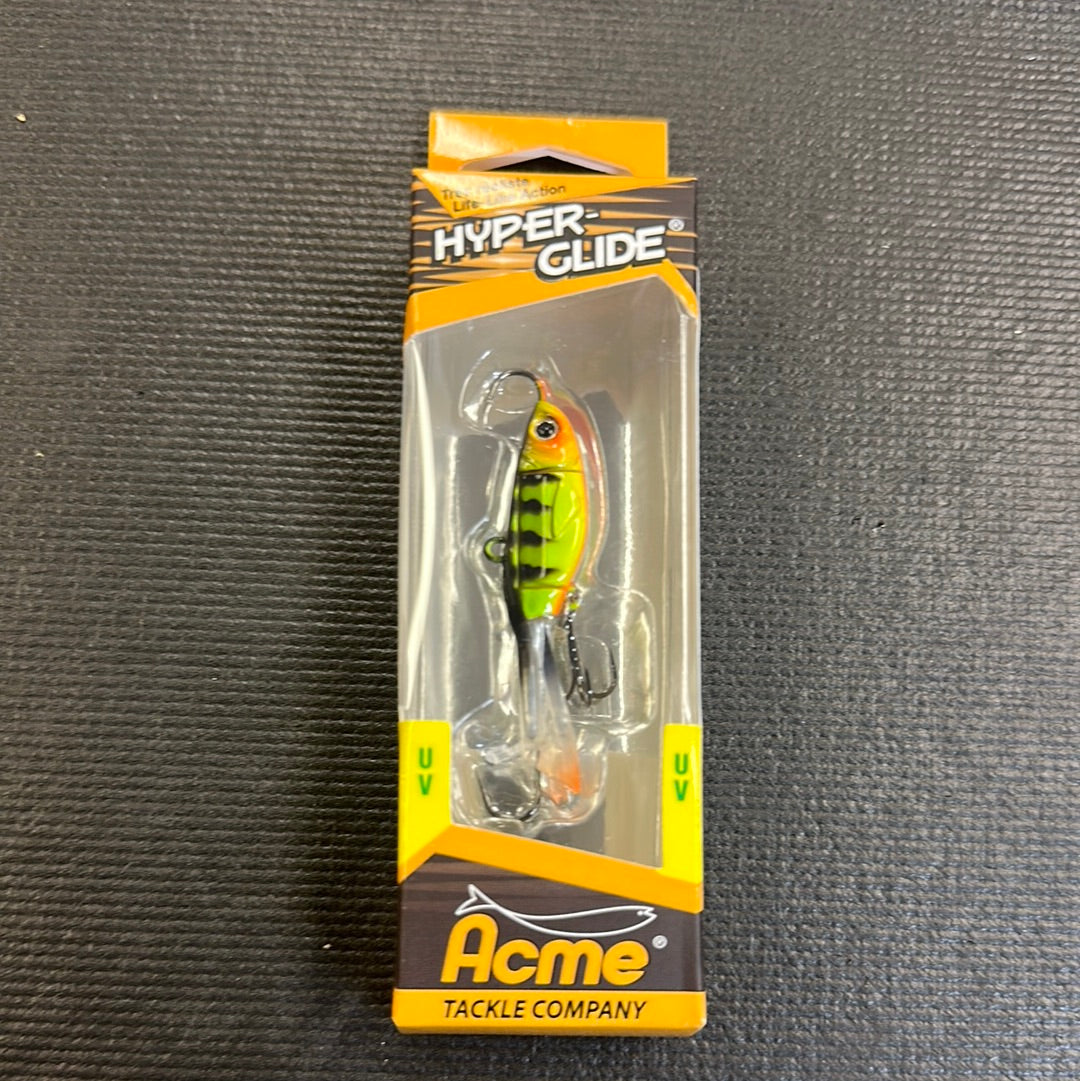 Life-Like Action
HYPER-
GLIDE®
UV
UV
Acme®
TACKLE COMPANY